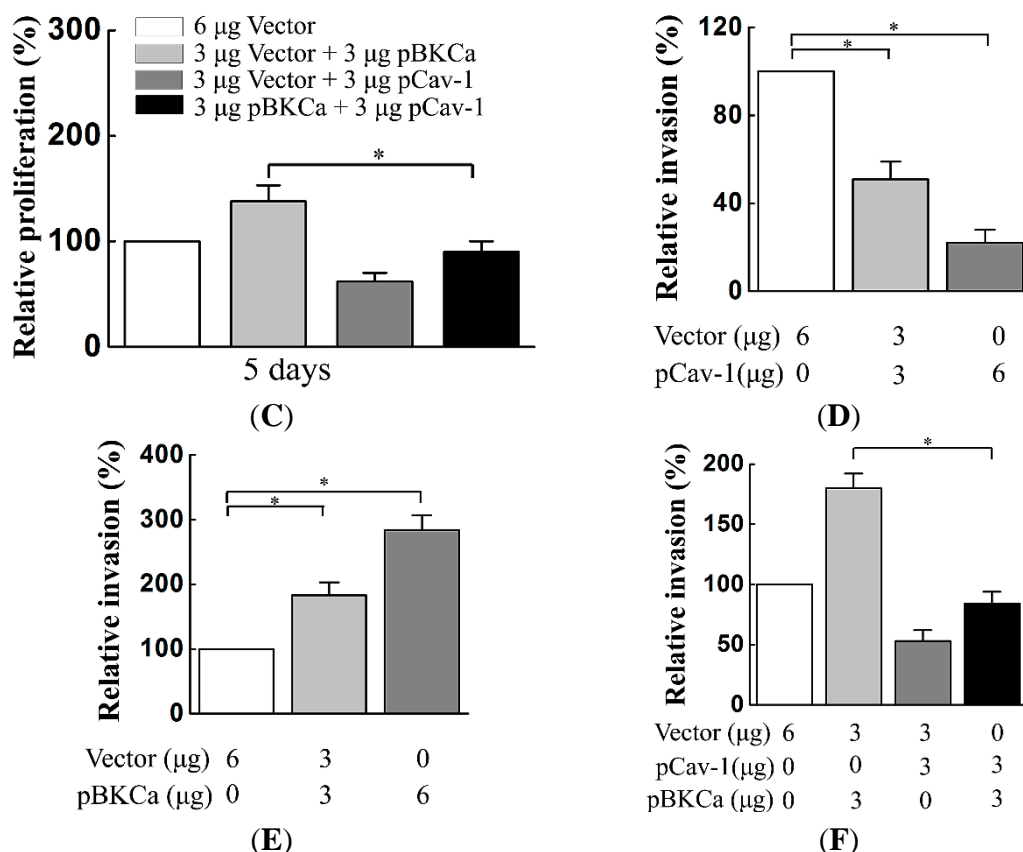 Relative proliferation (%)
300
200
100
0
6 μg Vector
3 μg Vector + 3 μg pBKCa
3 μg Vector + 3 μg pCav-1
3 μg pBKCa + 3 μg pCav-1
*
5 days
(C)
Relative invasion (%)
120
80
40
0
*
*
Vector (μg) 6 3 0
pCav-1(μg) 0 3 6
(D)
Relative invasion (%)
400
300
200
100
0
*
*
Vector (μg) 6 3 0
pBKCa (μg) 0 3 6
(E)
Relative invasion (%)
200
150
100
50
0
*
Vector (μg) 6 3 3 0
pCav-1(μg) 0 0 3 3
pBKCa (μg) 0 3 0 3
(F)